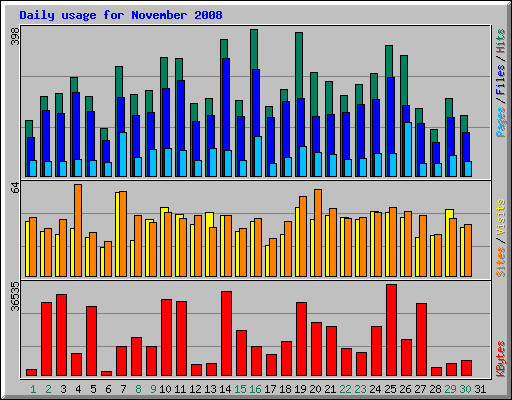 Daily usage for November 2008
398
Pages / Files / Hits
64
Sites / Visits
36535
KBytes
1 2 3 4 5 6 7 8 9 10 11 12 13 14 15 16 17 18 19 20 21 22 23 24 25 26 27 28 29 30 31